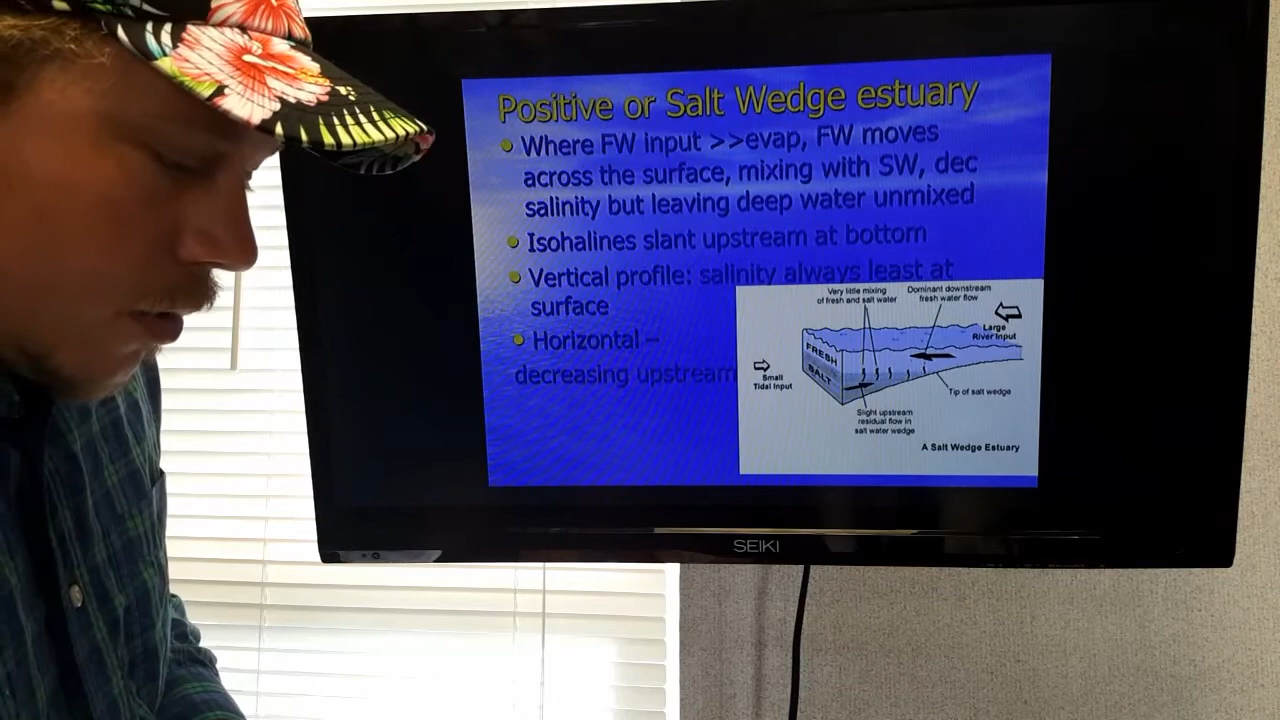 Positive or Salt Wedge estuary
Where FW input >>evap, FW moves
across the surface, mixing with SW, dec
salinity but leaving deep water unmixed
Isohalines slant upstream at bottom
Vertical profile: salinity always least at
surface
Horizontal –
decreasing upstream
Very little mixing
of fresh and salt water
Dominant downstream
fresh water flow
Large
River Input
FRESH
SALT
Small
Tidal Input
Tip of salt wedge
Slight upstream
residual flow in
salt water wedge
A Salt Wedge Estuary
SEIKI